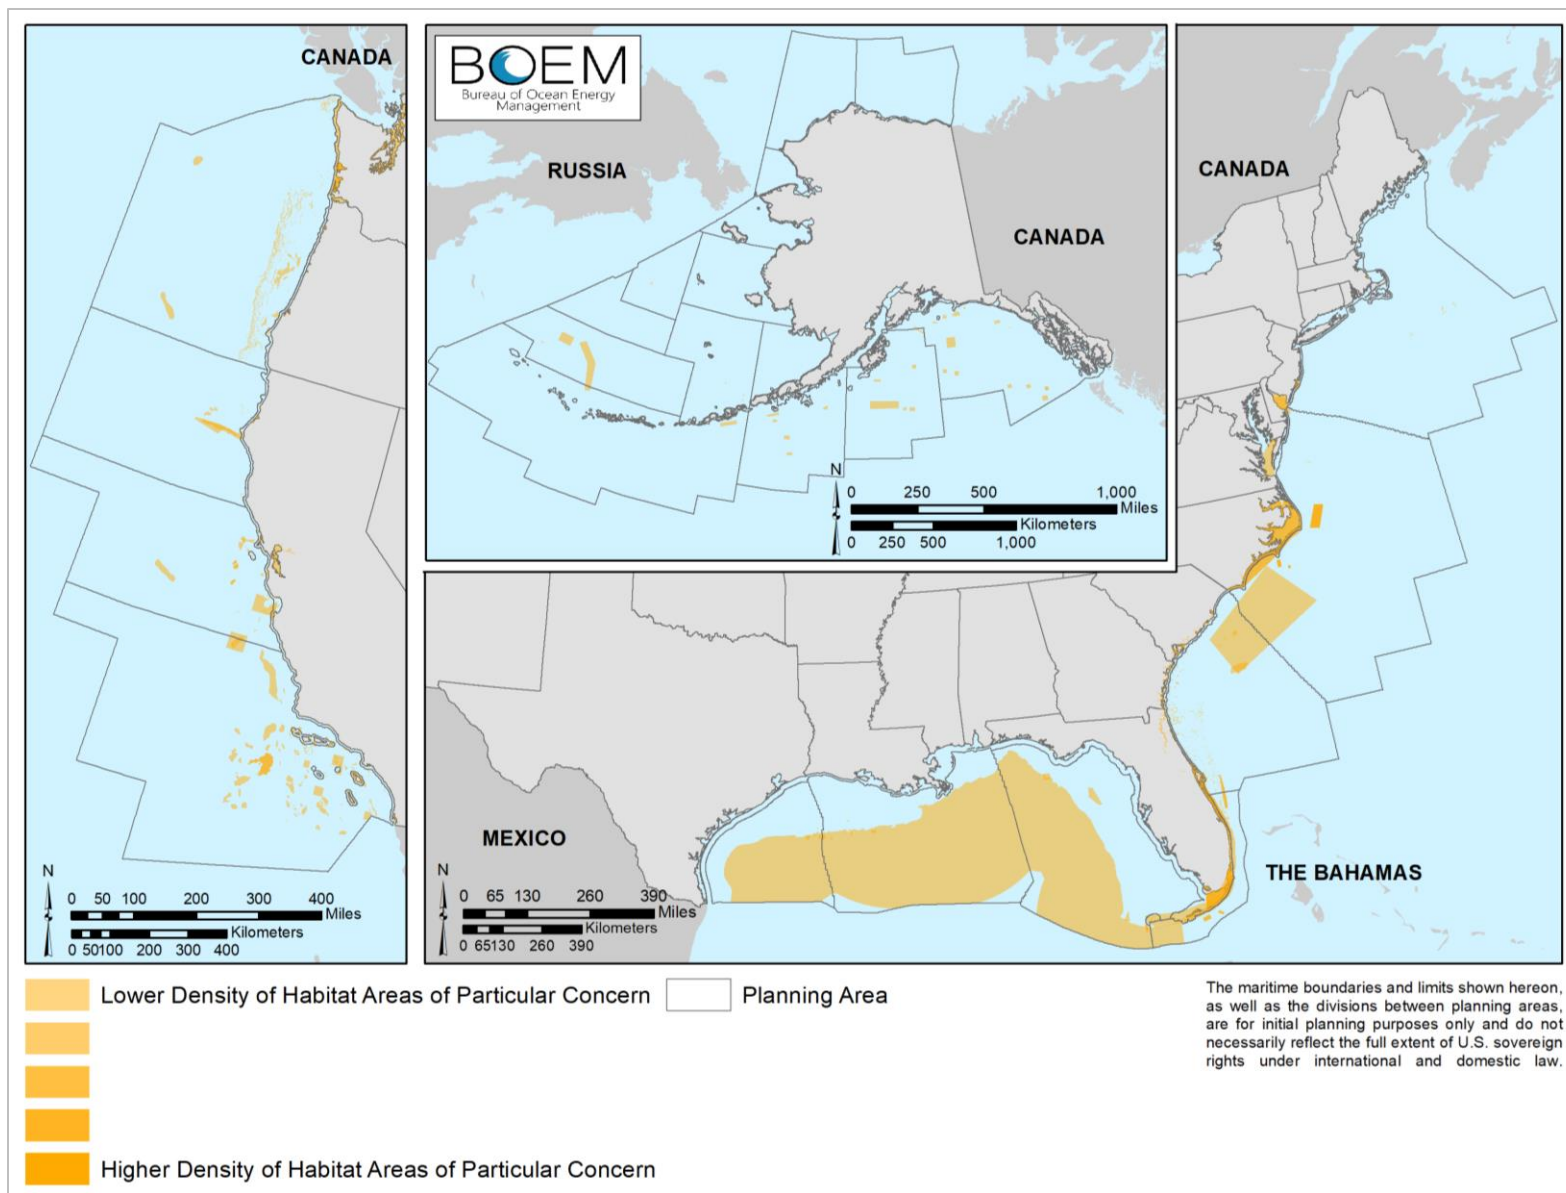 CANADA
BOEM
Bureau of Ocean Energy
Management
RUSSIA
CANADA
CANADA
MEXICO
THE BAHAMAS
N
0 50 100 200 300 400
Miles
Kilometers
0 50 100 200 300 400
N
0 250 500 1,000
Miles
Kilometers
0 250 500 1,000
N
0 65 130 260 390
Miles
Kilometers
0 65 130 260 390
Lower Density of Habitat Areas of Particular Concern
Planning Area
Higher Density of Habitat Areas of Particular Concern
The maritime boundaries and limits shown hereon,
as well as the divisions between planning areas,
are for initial planning purposes only and do not
necessarily reflect the full extent of U.S. sovereign
rights under international and domestic law.